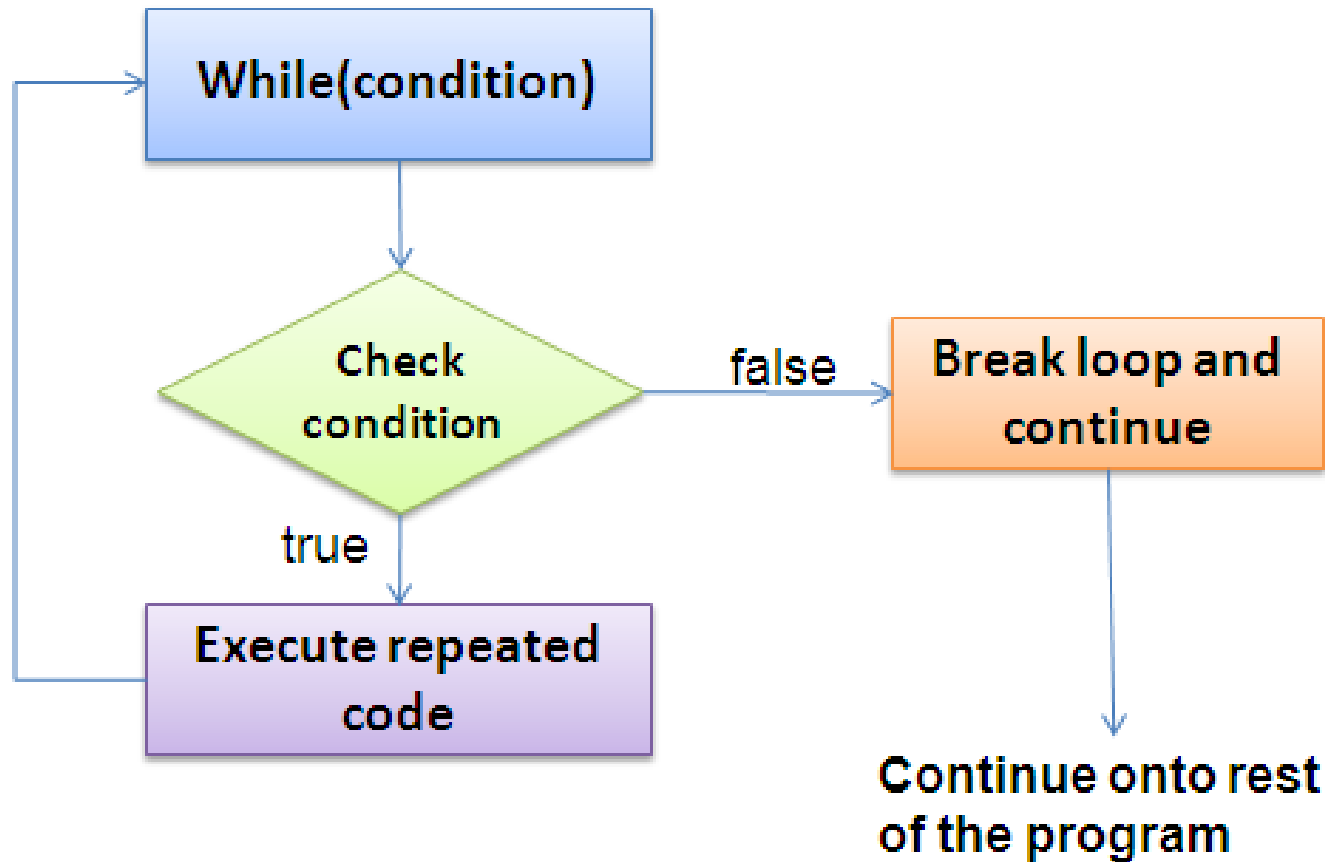 While(condition)
Check
condition
false
Break loop and
continue
true
Execute repeated
code
Continue onto rest
of the program